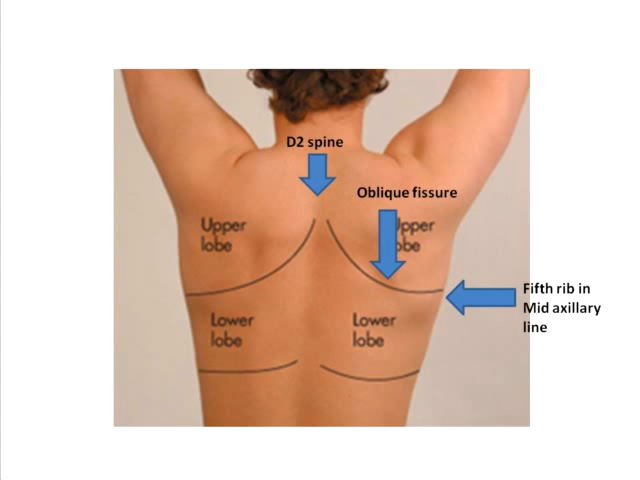 D2 spine
Oblique fissure
Upper
lobe
Upper
lobe
Fifth rib in
Mid axillary
line
Lower
lobe
Lower
lobe